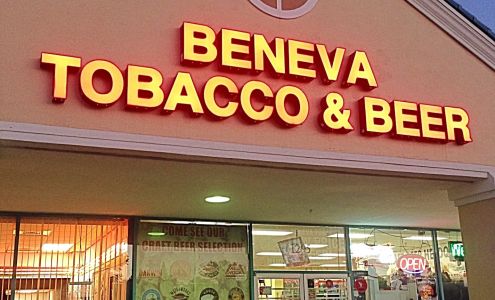 BENEVA
TOBACCO & BEER
COME SEE OUR
CRAFT BEER SELECTION
OPEN